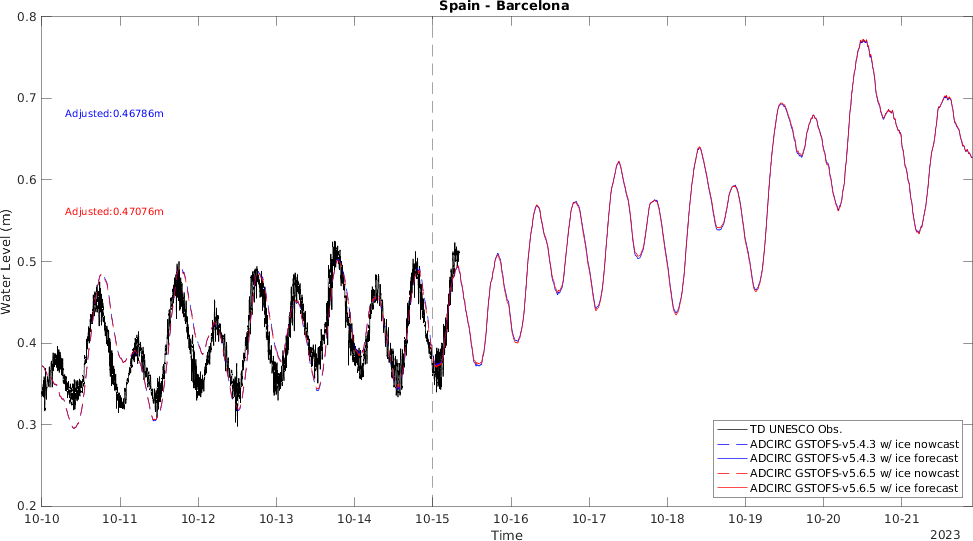 Spain - Barcelona
0.8
0.7
0.6
0.5
0.4
0.3
0.2
Water Level (m)
Adjusted:0.46786m
Adjusted:0.47076m
TD UNESCO Obs.
ADCIRC GSTOFS-v5.4.3 w/ ice nowcast
ADCIRC GSTOFS-v5.4.3 w/ ice forecast
ADCIRC GSTOFS-v5.6.5 w/ ice nowcast
ADCIRC GSTOFS-v5.6.5 w/ ice forecast
10-10 10-11 10-12 10-13 10-14 10-15 10-16 10-17 10-18 10-19 10-20 10-21
Time
2023